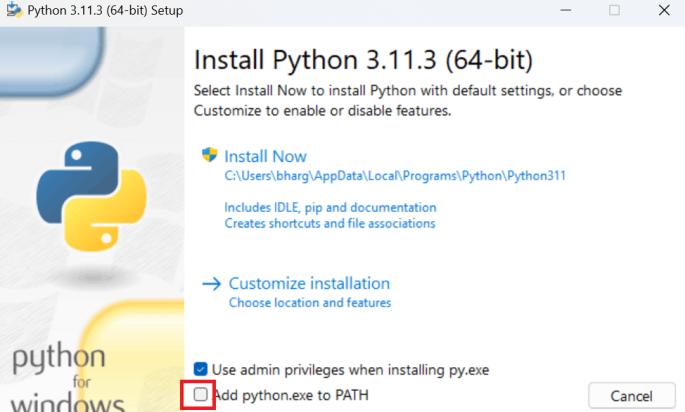 Python 3.11.3 (64-bit) Setup
Install Python 3.11.3 (64-bit)
Select Install Now to install Python with default settings, or choose
Customize to enable or disable features.
Install Now
C:\Users\bharg\AppData\Local\Programs\Python\Python311
Includes IDLE, pip and documentation
Creates shortcuts and file associations
Customize installation
Choose location and features
Use admin privileges when installing py.exe
Add python.exe to PATH
Cancel
python
for
windows